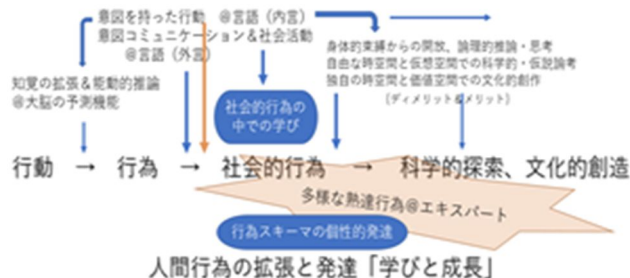 意図を持った行動 @言語(内言)
意図コミュニケーション&社会活動
@言語(外言)
身体的束縛からの開放、論理的推論・思考
自由な時空間と仮想空間での科学的・仮説論考
独自の時空間と価値空間での文化的創作
(ディメリット&メリット)
知覚の拡張&能動的推論
@大脳の予測機能
社会的行為の
中での学び
行動 → 行為 → 社会的行為 → 科学的探索、文化的創造
多様な熟達行為@エキスパート
行為スキーマの個性的発達
人間行為の拡張と発達「学びと成長」